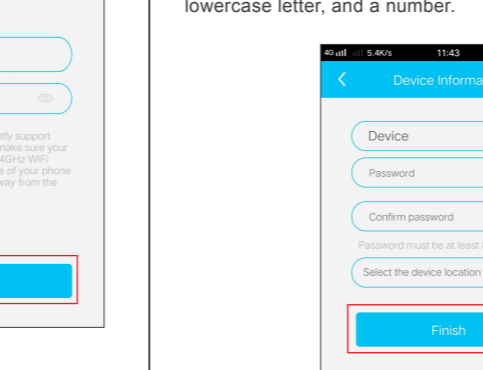 ntly support
make sure your
4GHz WiFi
e of your phone
way from the
lowercase letter, and a number.
4G 5.4K/s 11:43
Device Informa
Device
Password
Confirm password
Password must be at least
Select the device location
Finish